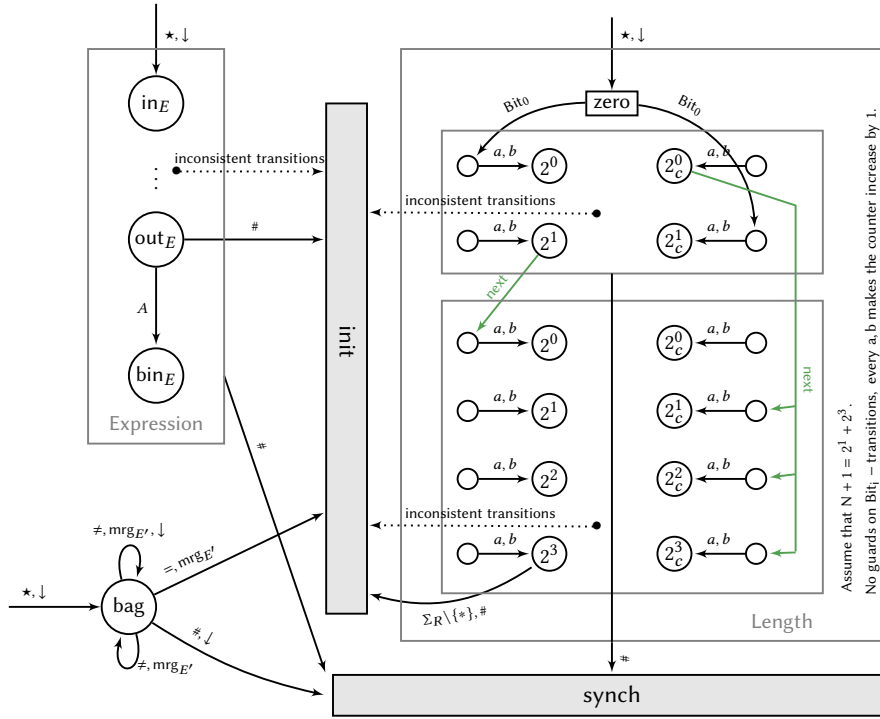 ★, ↓
in_E
⋮
inconsistent transitions
out_E
#
A
bin_E
Expression
#
init
★, ↓
zero
Bit_0
Bit_0
a, b
2^0
2^0_c
a, b
inconsistent transitions
a, b
2^1
2^1_c
a, b
next
a, b
2^0
2^0_c
a, b
next
a, b
2^1
2^1_c
a, b
a, b
2^2
2^2_c
a, b
inconsistent transitions
a, b
2^3
2^3_c
a, b
Σ_R\{*}, #
Length
Assume that N + 1 = 2^1 + 2^3.
No guards on Bit_i − transitions, every a, b makes the counter increase by 1.
≠, mrg_E′, ↓
=, mrg_E′
★, ↓
bag
#, ↓
≠, mrg_E′
#
synch